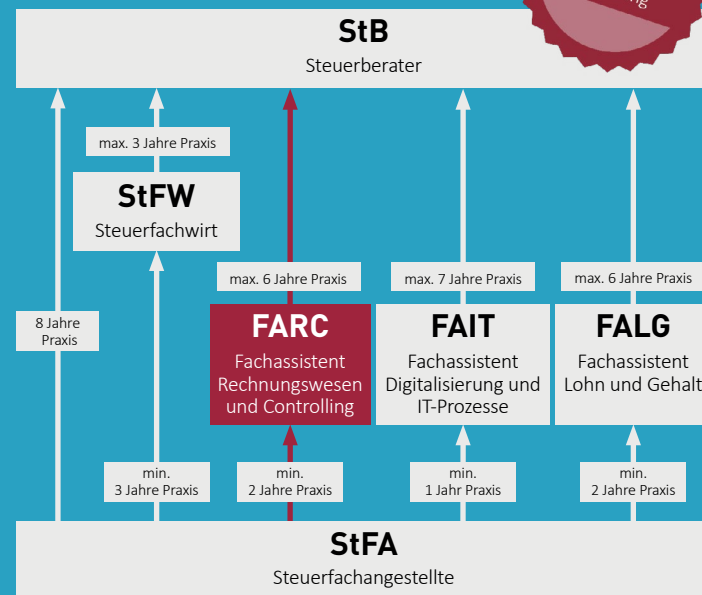 StB
Steuerberater
max. 3 Jahre Praxis
StFW
Steuerfachwirt
max. 6 Jahre Praxis
max. 7 Jahre Praxis
max. 6 Jahre Praxis
8 Jahre
Praxis
FARC
Fachassistent
Rechnungswesen
und Controlling
FAIT
Fachassistent
Digitalisierung und
IT-Prozesse
FALG
Fachassistent
Lohn und Gehalt
min.
3 Jahre Praxis
min.
2 Jahre Praxis
min.
1 Jahr Praxis
min.
2 Jahre Praxis
StFA
Steuerfachangestellte